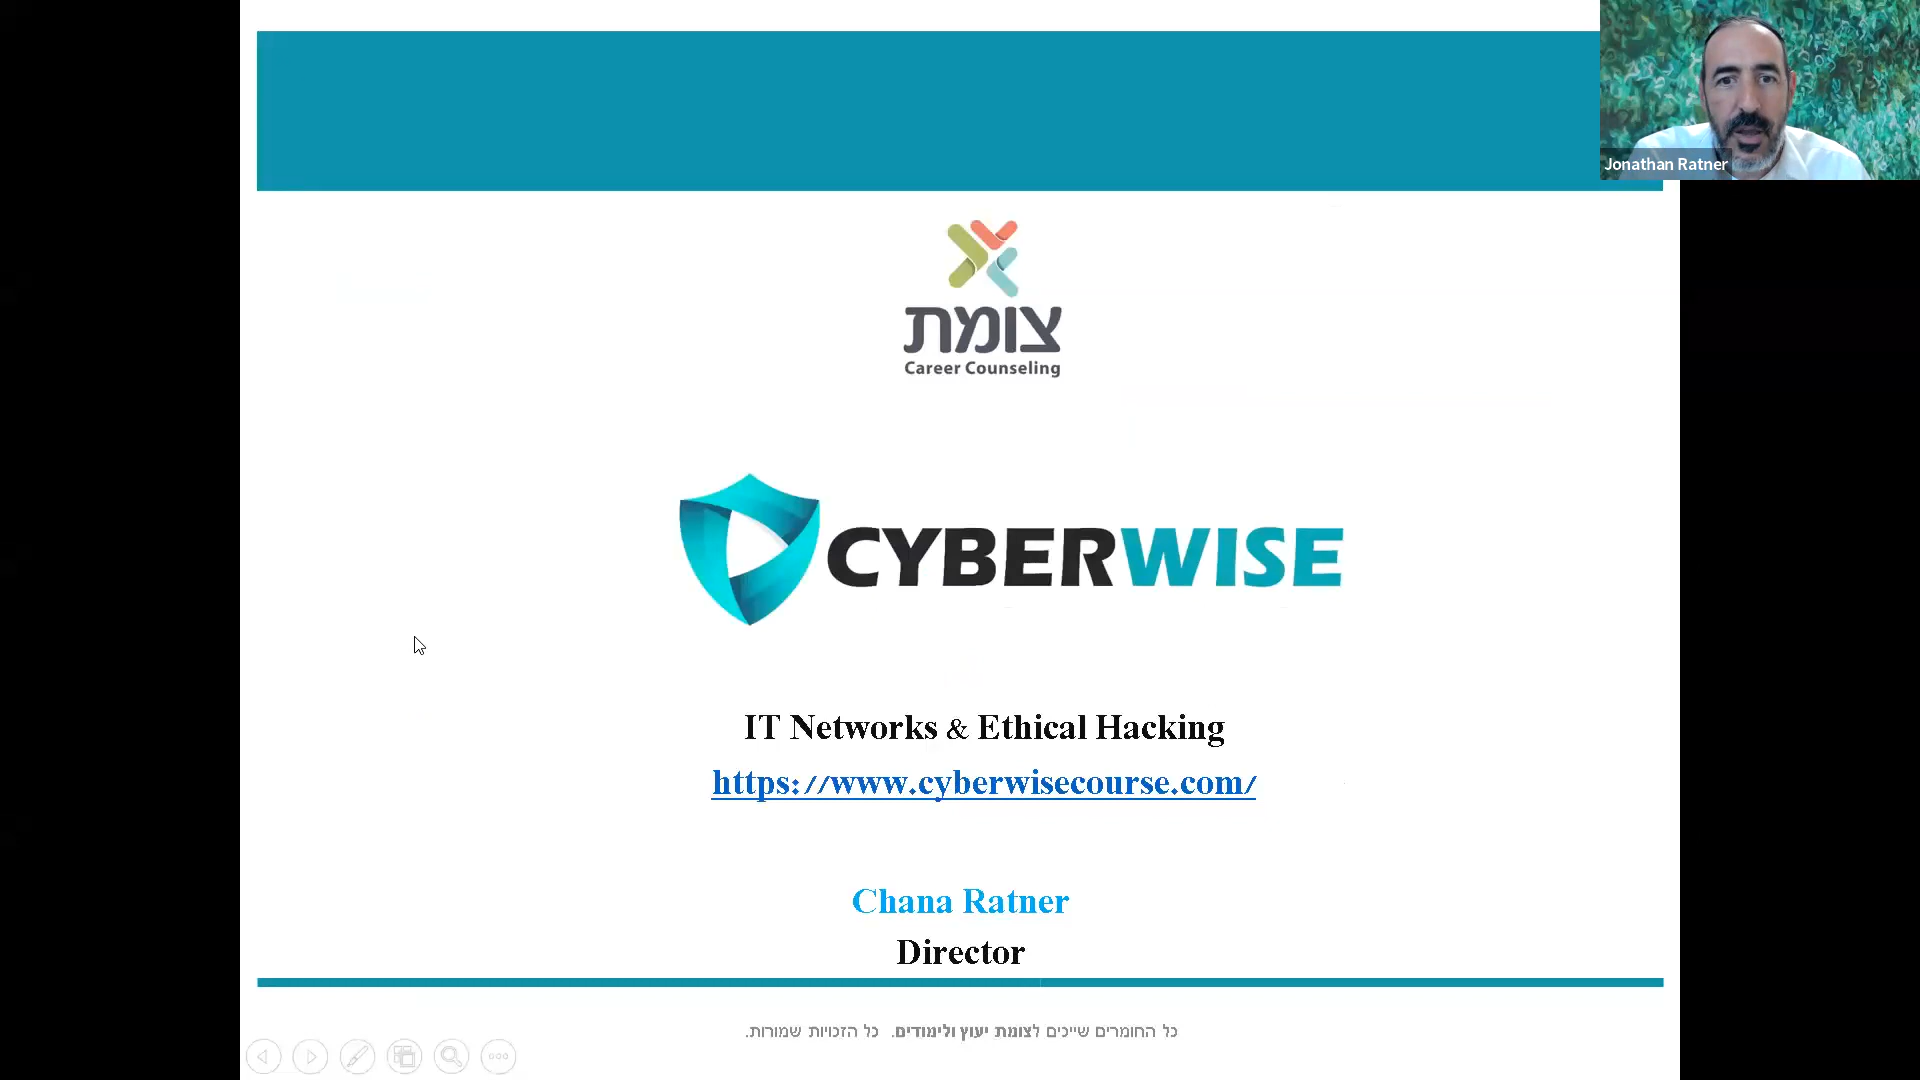 Jonathan Ratner
צומת
Career Counseling
CYBERWISE
IT Networks & Ethical Hacking
https://www.cyberwisecourse.com/
Chana Ratner
Director
כל החומרים שייכים לצומת יעוץ ולימודים. כל הזכויות שמורות.